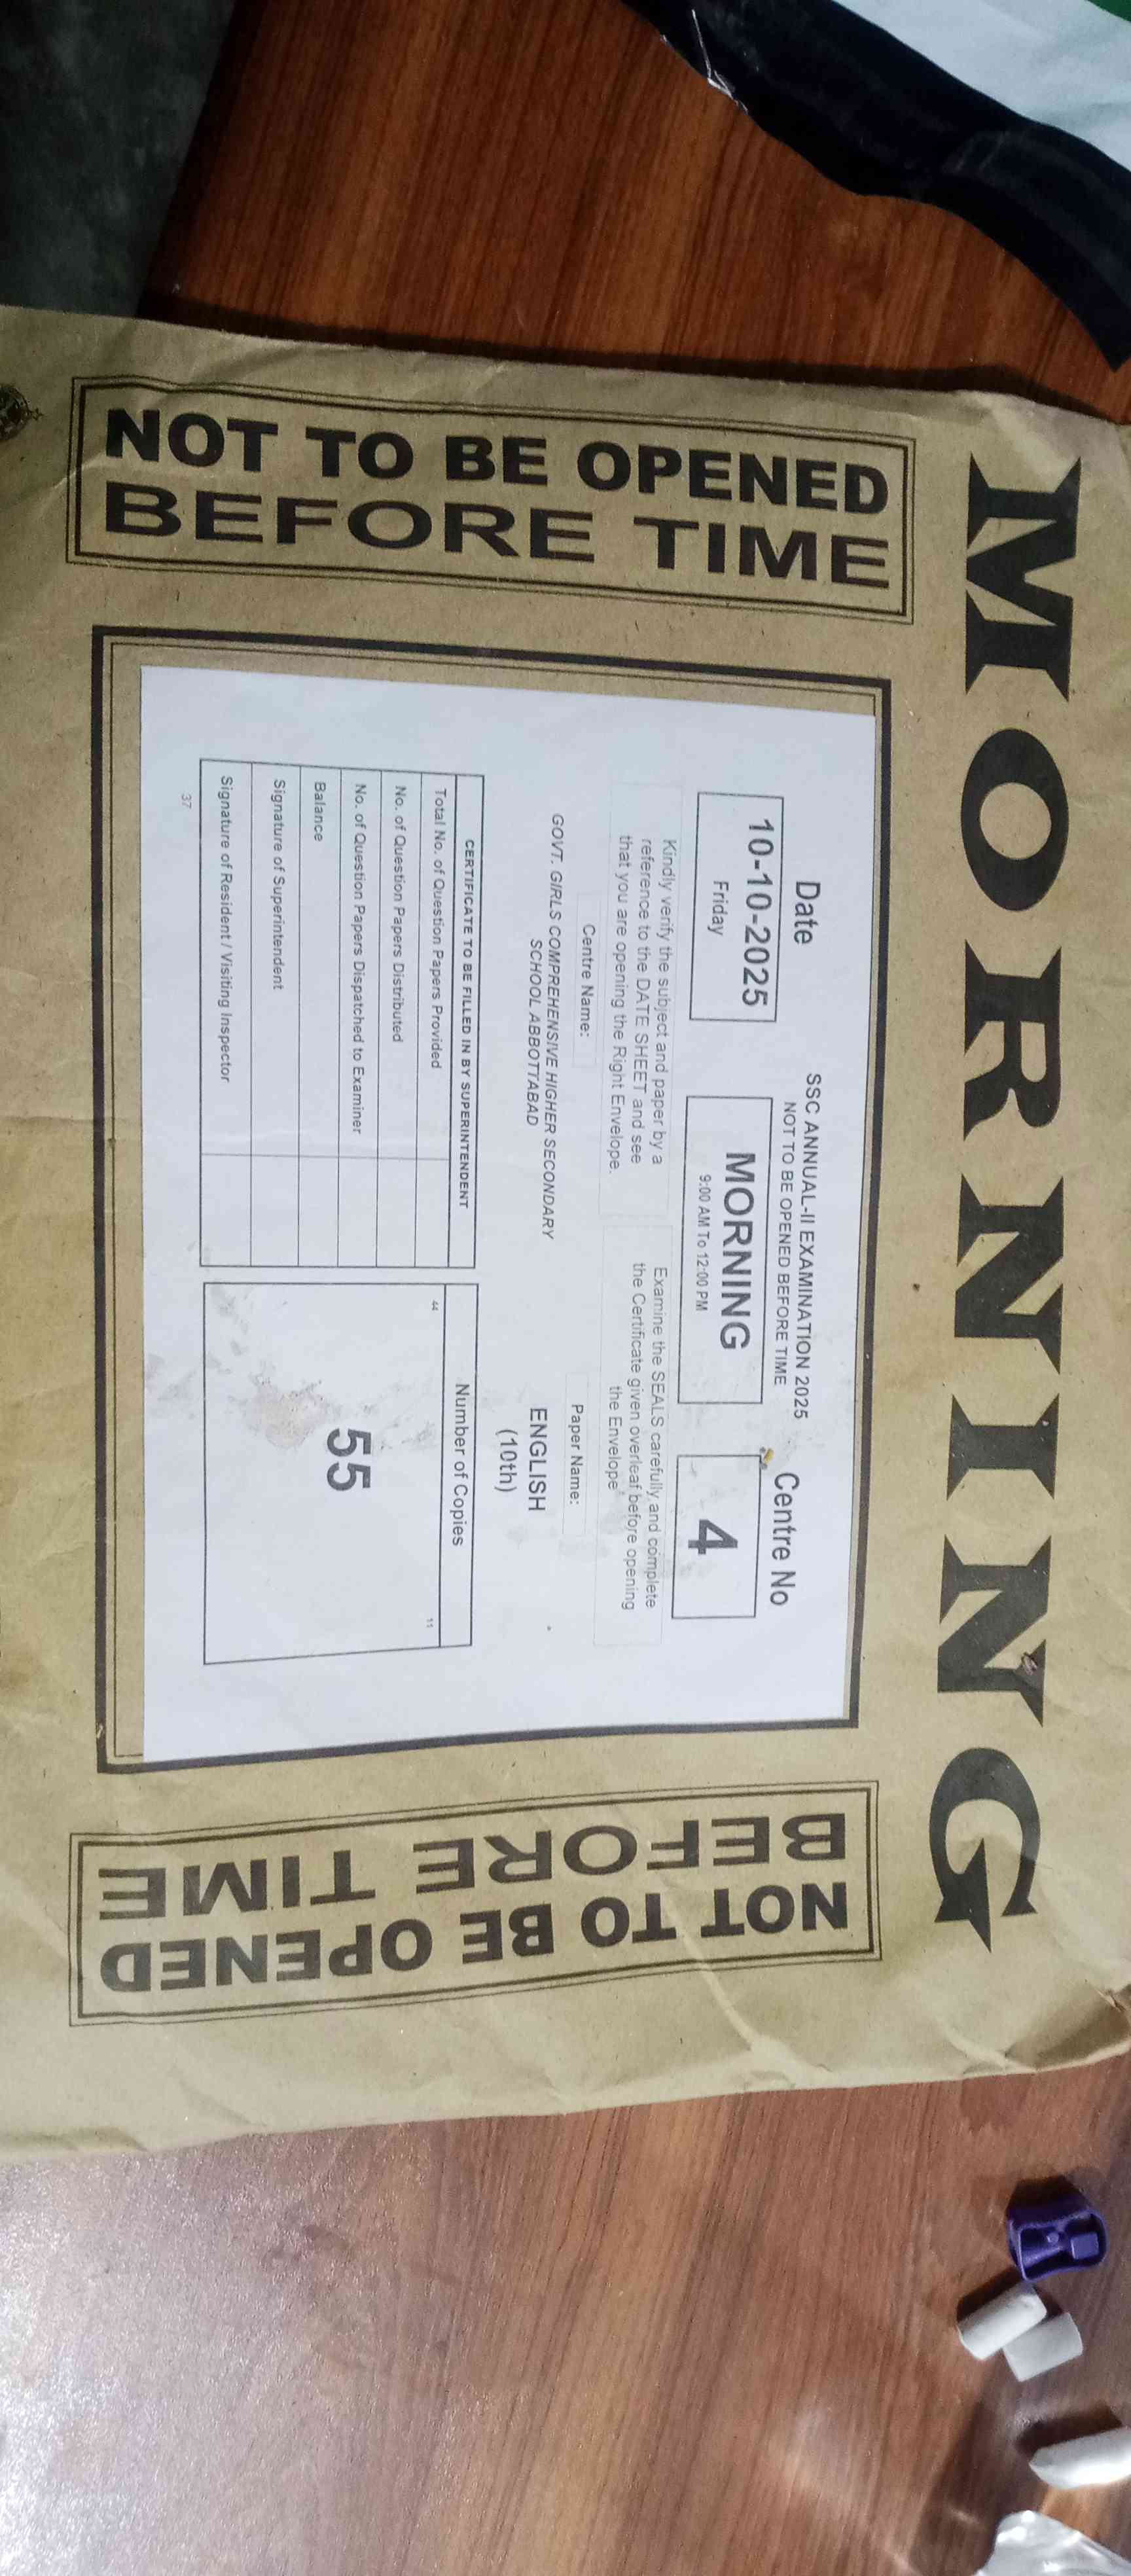 MORNING
NOT TO BE OPENED
BEFORE TIME
SSC ANNUAL-II EXAMINATION 2025
NOT TO BE OPENED BEFORE TIME
Date
10-10-2025
Friday
MORNING
9:00 AM To 12:00 PM
Centre No
4
Kindly verify the subject and paper by a
reference to the DATE SHEET and see
that you are opening the Right Envelope.
Examine the SEALS carefully and complete
the Certificate given overleaf before opening
the Envelope
Centre Name:
GOVT. GIRLS COMPREHENSIVE HIGHER SECONDARY
SCHOOL ABBOTTABAD
Paper Name:
ENGLISH
(10th)
CERTIFICATE TO BE FILLED IN BY SUPERINTENDENT
Total No. of Question Papers Provided
No. of Question Papers Distributed
No. of Question Papers Dispatched to Examiner
Balance
Signature of Superintendent
Signature of Resident / Visiting Inspector
Number of Copies
44
11
55
37
NOT TO BE OPENED
BEFORE TIME